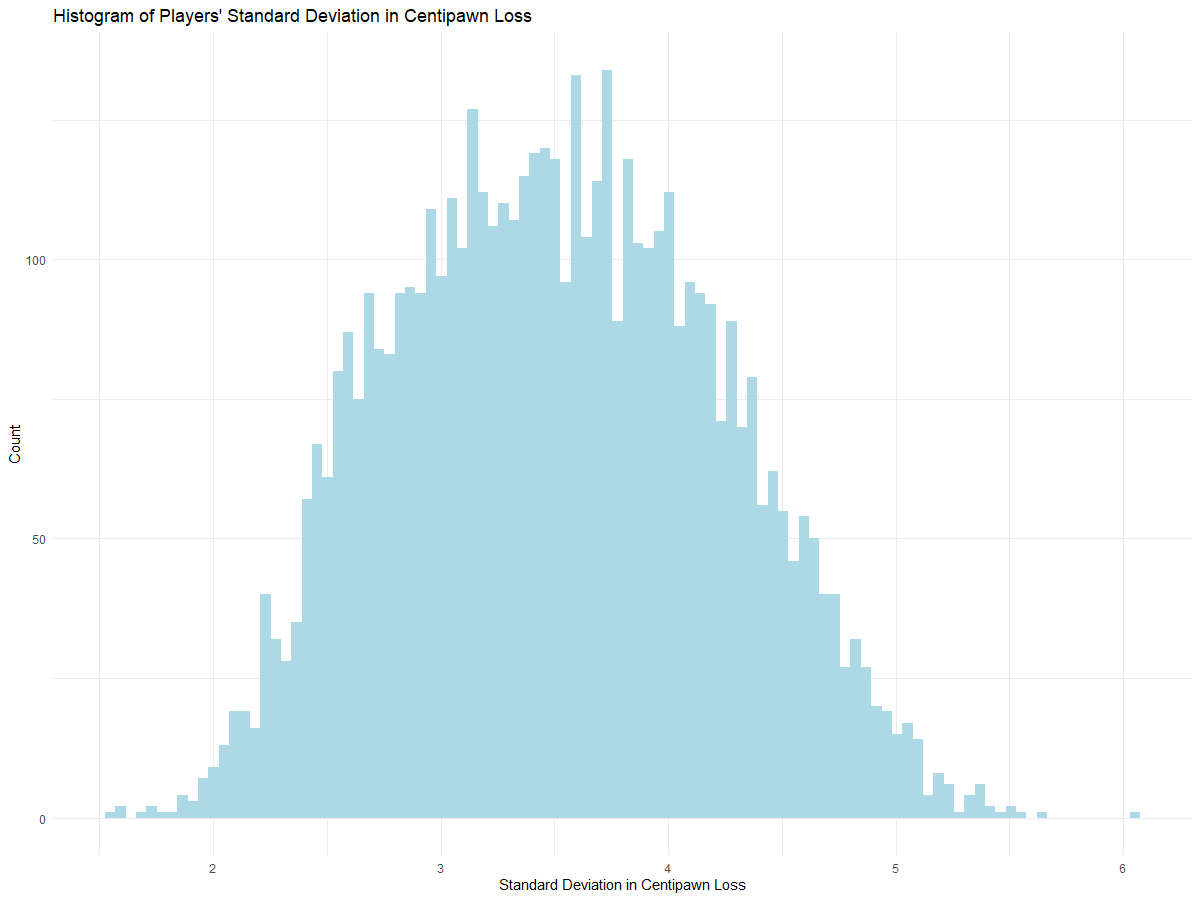 Histogram of Players' Standard Deviation in Centipawn Loss
100
50
0
Count
2 3 4 5 6
Standard Deviation in Centipawn Loss